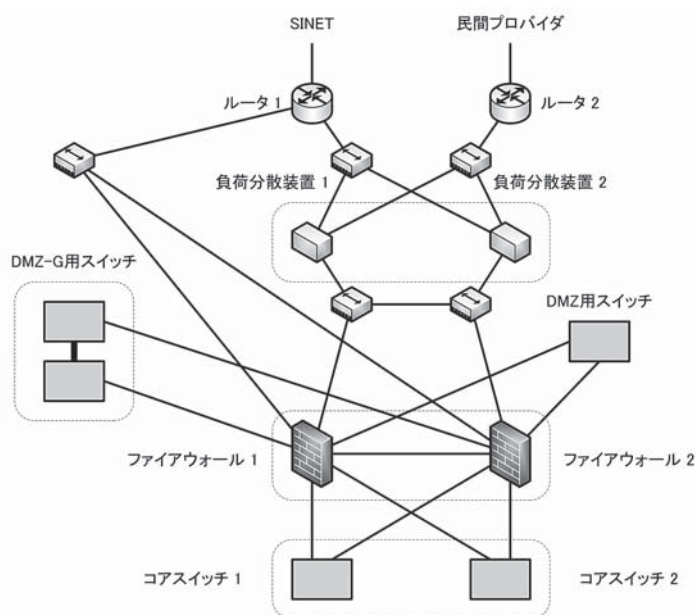 SINET
民間プロバイダ
ルータ 1
ルータ 2
負荷分散装置 1
負荷分散装置 2
DMZ-G用スイッチ
DMZ用スイッチ
ファイアウォール 1
ファイアウォール 2
コアスイッチ 1
コアスイッチ 2